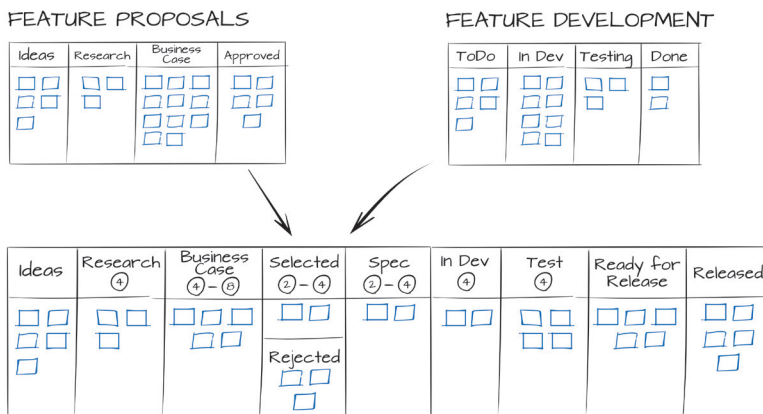 FEATURE PROPOSALS
FEATURE DEVELOPMENT
Ideas
Research
Business
Case
Approved
ToDo
In Dev
Testing
Done
Ideas
Research
4
Business
Case
4 - 8
Selected
2 - 4
Spec
2 - 4
In Dev
4
Test
4
Ready for
Release
Released
Rejected